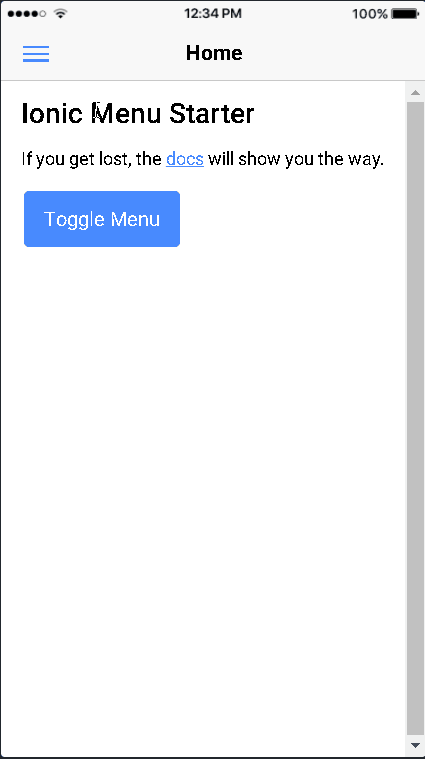 12:34 PM 100%
Home
Ionic Menu Starter
If you get lost, the docs will show you the way.
Toggle Menu